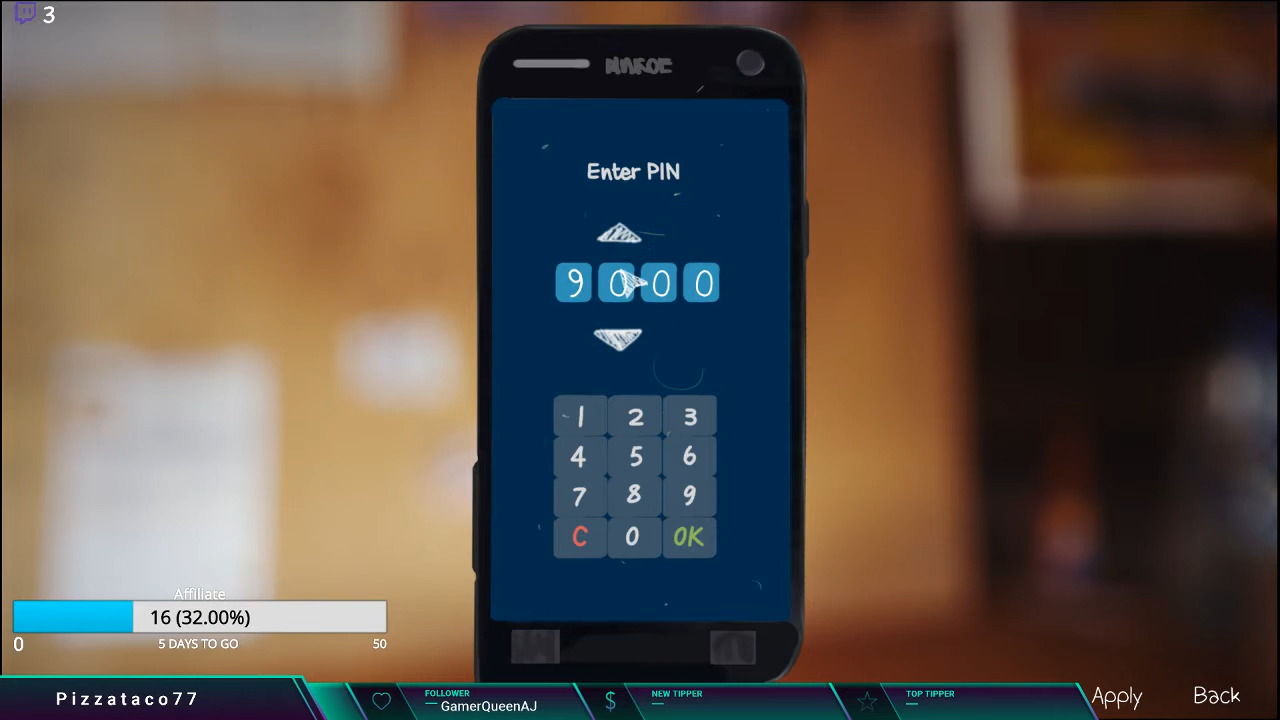 3
Enter PIN
9 0 0 0
1 2 3
4 5 6
7 8 9
C 0 OK
Affiliate
16 (32.00%)
0 5 DAYS TO GO 50
Pizzataco77
FOLLOWER
GamerQueenAJ
NEW TIPPER
TOP TIPPER
Apply
Back